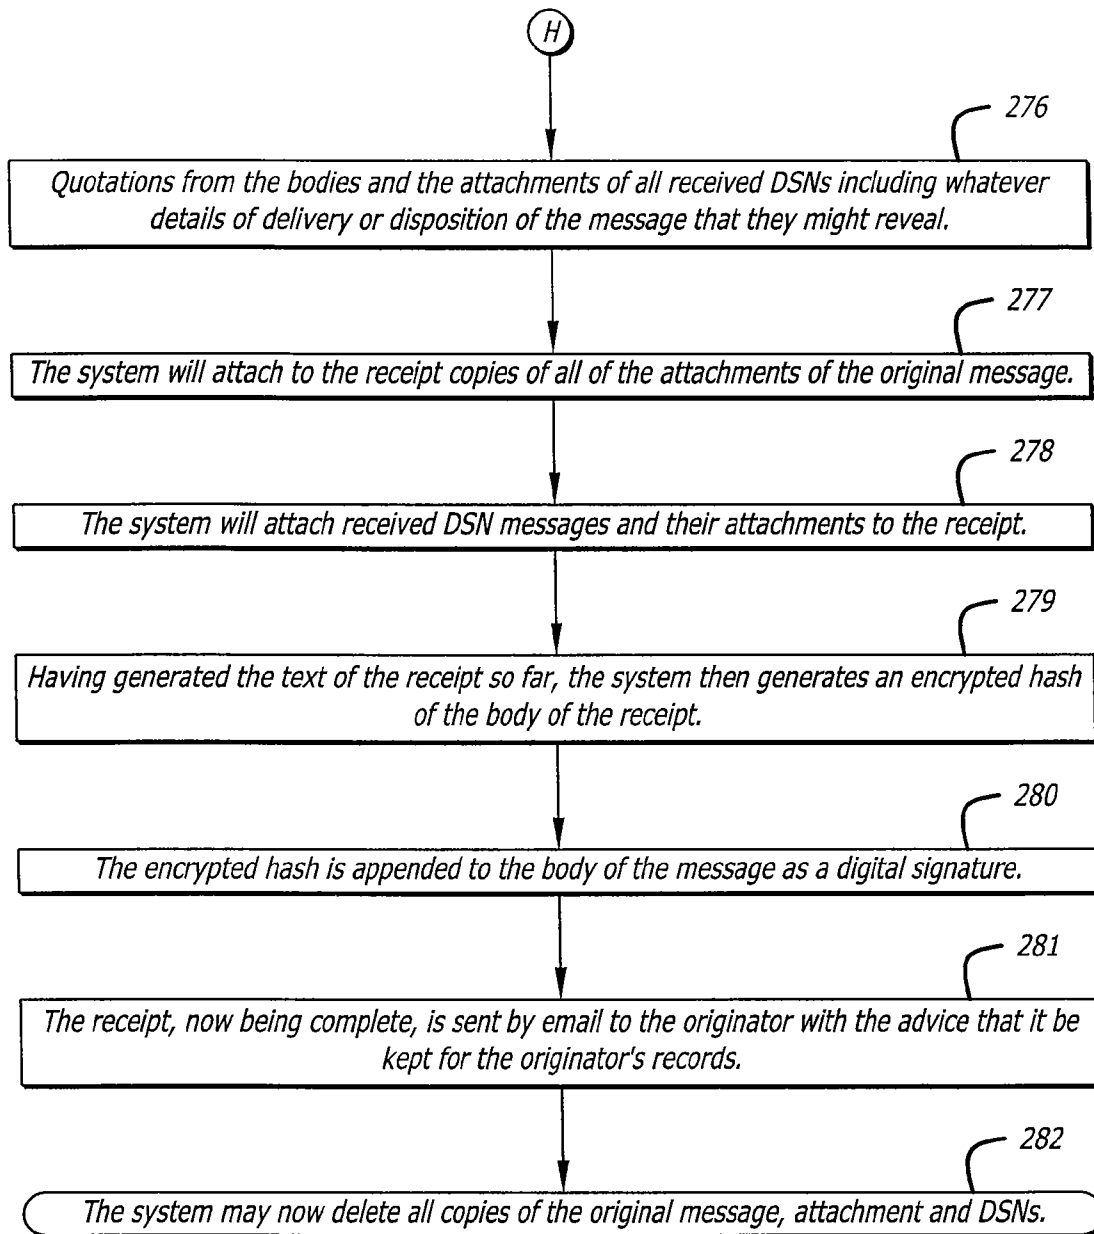 H
276
Quotations from the bodies and the attachments of all received DSNs including whatever
details of delivery or disposition of the message that they might reveal.
277
The system will attach to the receipt copies of all of the attachments of the original message.
278
The system will attach received DSN messages and their attachments to the receipt.
279
Having generated the text of the receipt so far, the system then generates an encrypted hash
of the body of the receipt.
280
The encrypted hash is appended to the body of the message as a digital signature.
281
The receipt, now being complete, is sent by email to the originator with the advice that it be
kept for the originator's records.
282
The system may now delete all copies of the original message, attachment and DSNs.